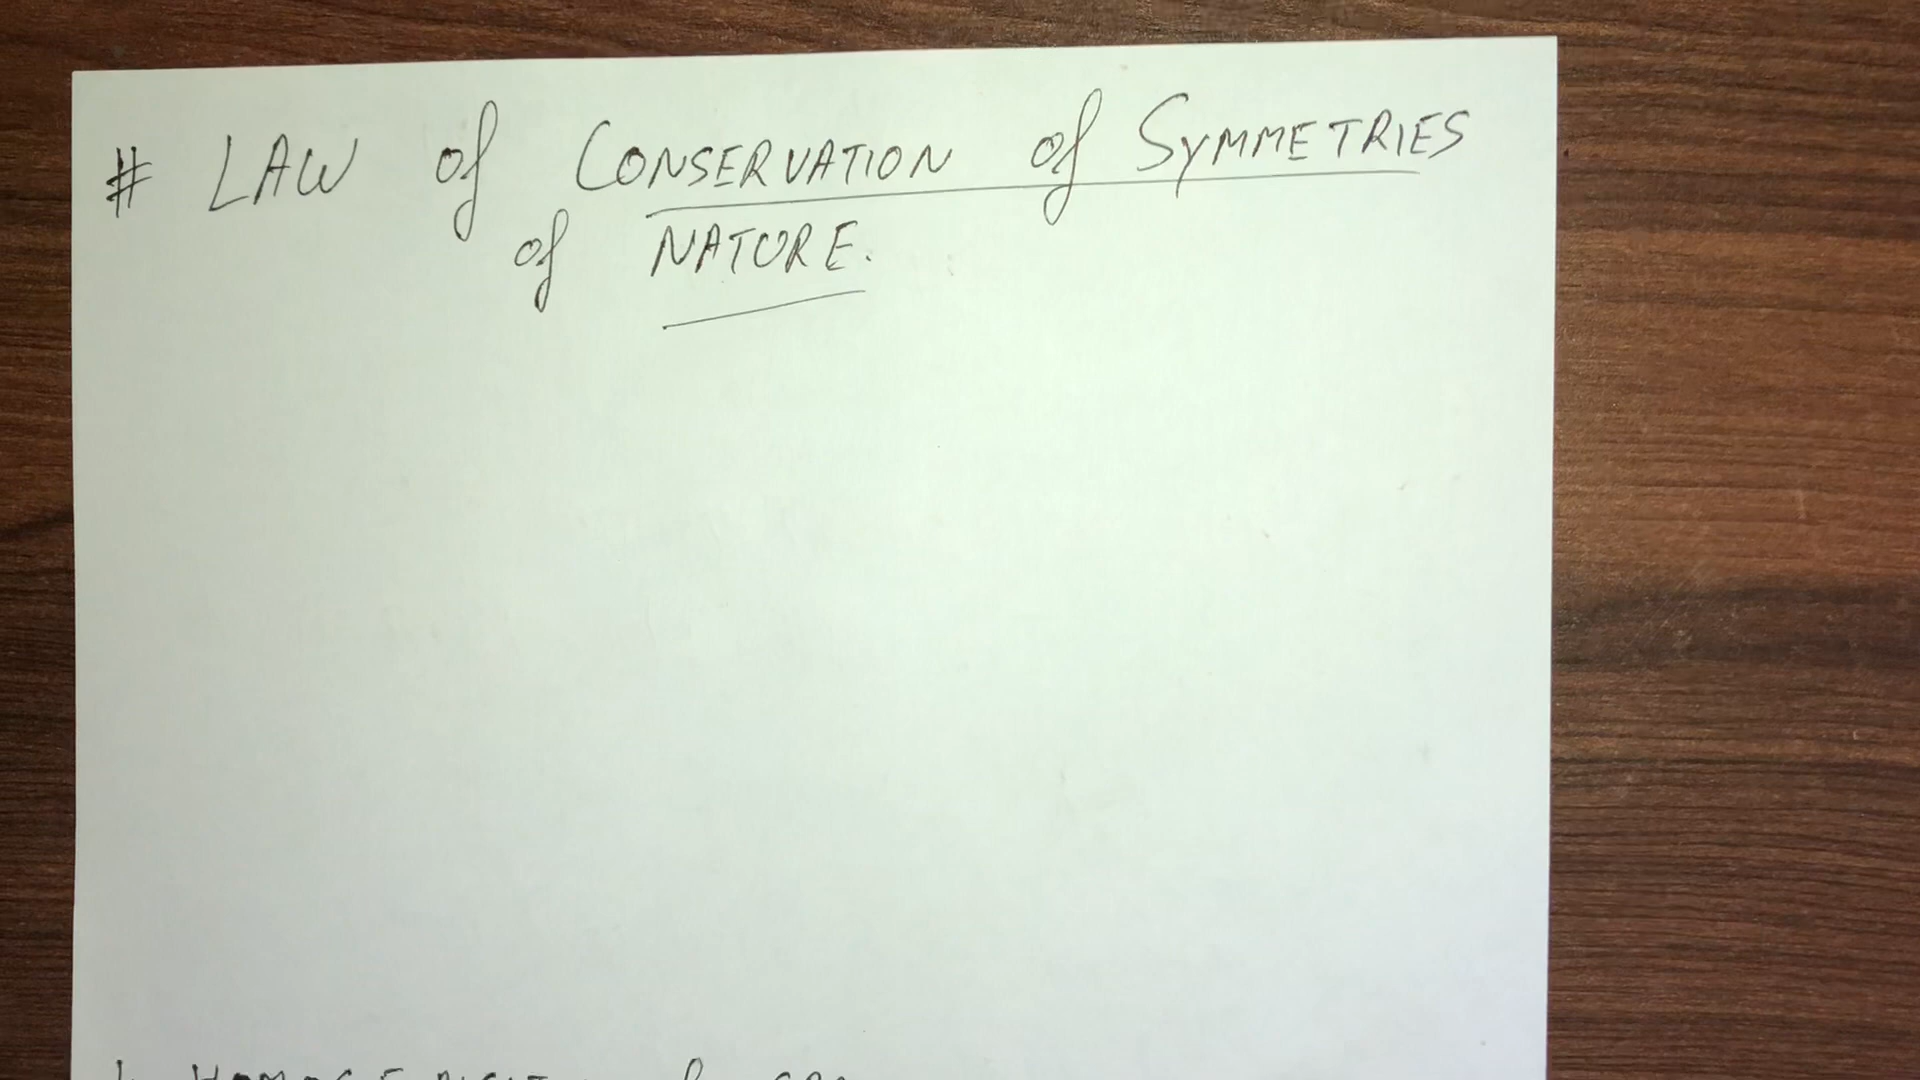 # LAW of CONSERVATION of SYMMETRIES
of NATURE.